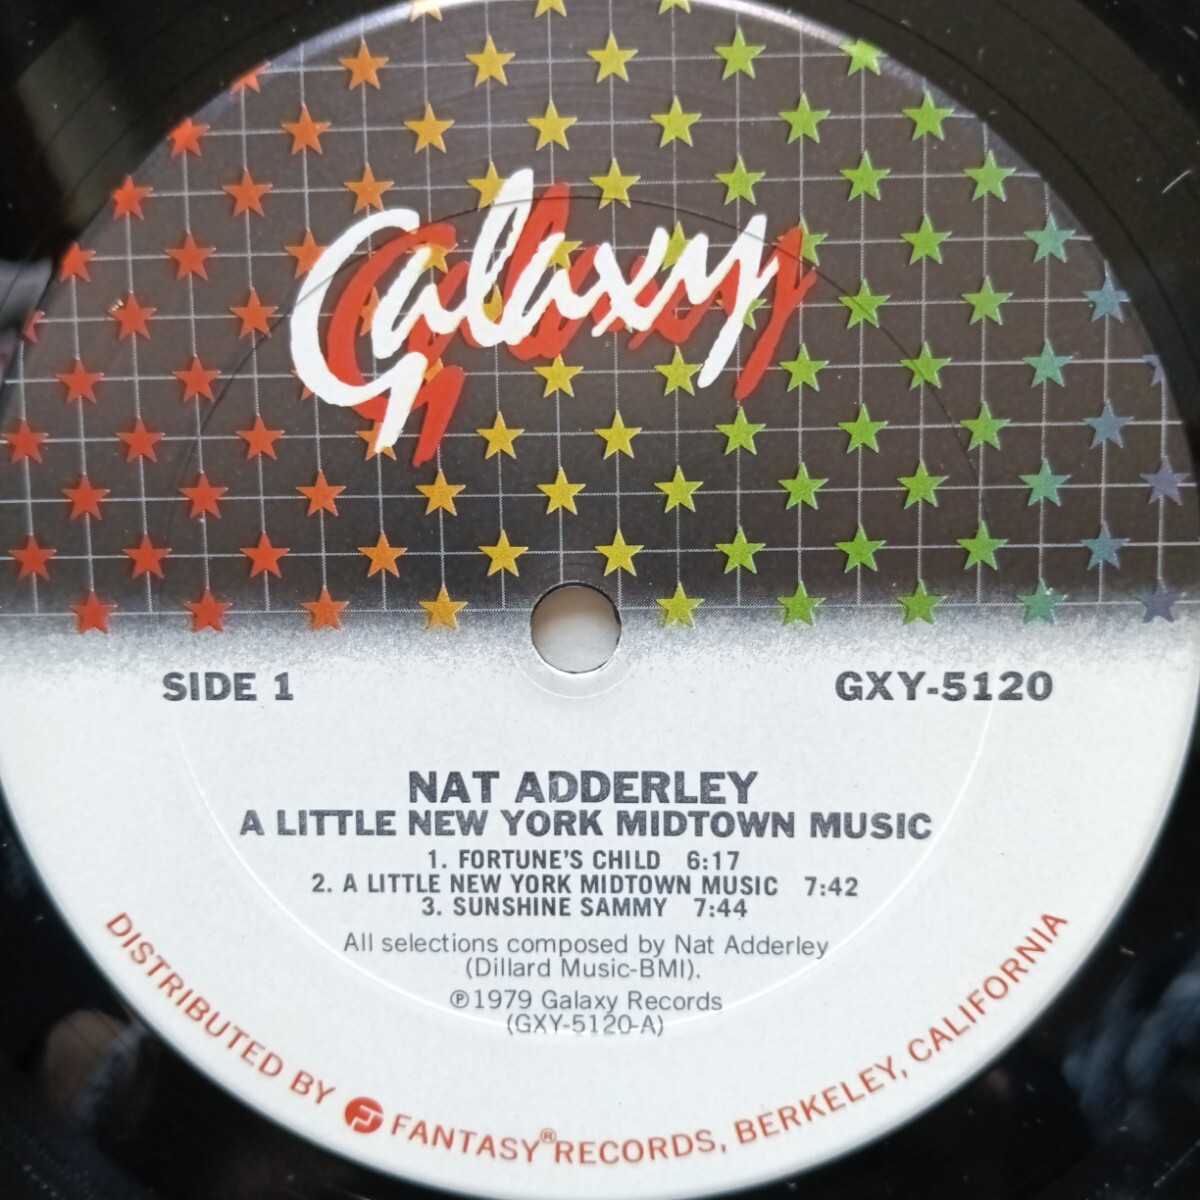 Galaxy
SIDE 1
GXY-5120
NAT ADDERLEY
A LITTLE NEW YORK MIDTOWN MUSIC
1. FORTUNE'S CHILD 6:17
2. A LITTLE NEW YORK MIDTOWN MUSIC 7:42
3. SUNSHINE SAMMY 7:44
All selections composed by Nat Adderley
(Dillard Music-BMI).
℗1979 Galaxy Records
(GXY-5120-A)
DISTRIBUTED BY FANTASY® RECORDS, BERKELEY, CALIFORNIA